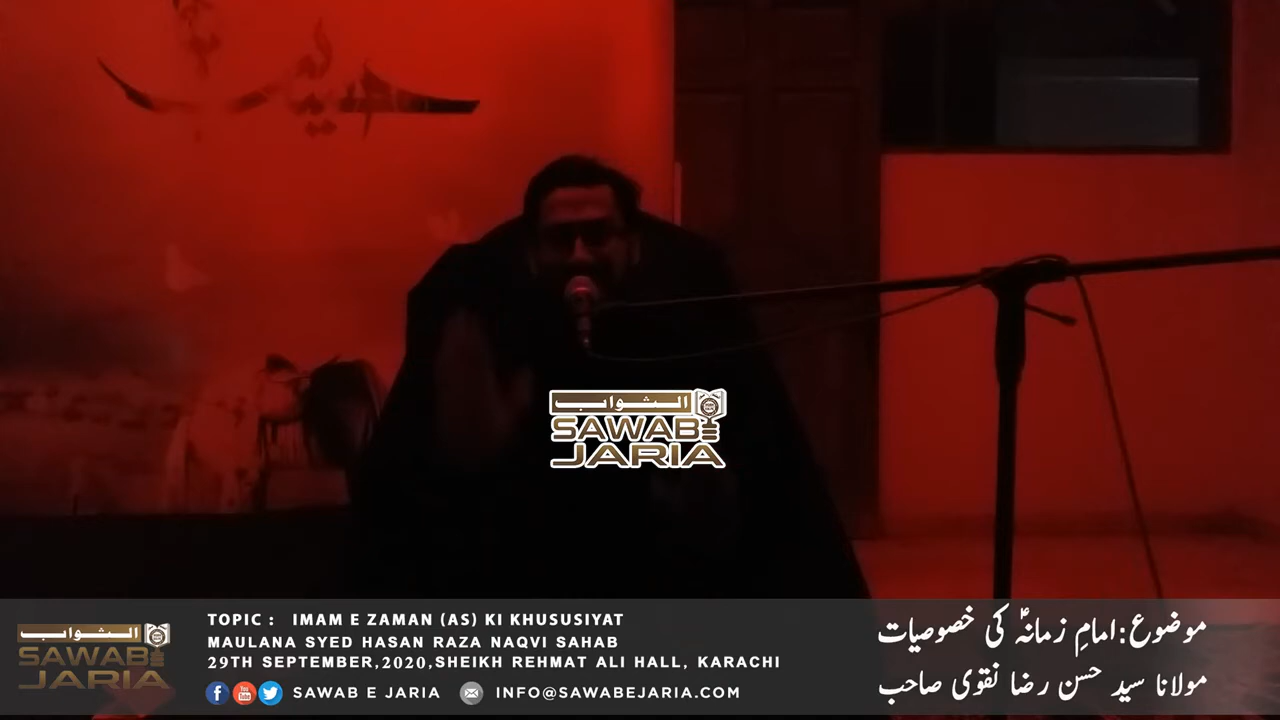 الثواب
SAWAB E
JARIA
الثواب
SAWAB E
JARIA
TOPIC : IMAM E ZAMAN (AS) KI KHUSUSIYAT
MAULANA SYED HASAN RAZA NAQVI SAHAB
29TH SEPTEMBER,2020,SHEIKH REHMAT ALI HALL, KARACHI
SAWAB E JARIA INFO@SAWABEJARIA.COM
موضوع:امامِ زمانہؑ کی خصوصیات
مولانا سید حسن رضا نقوی صاحب